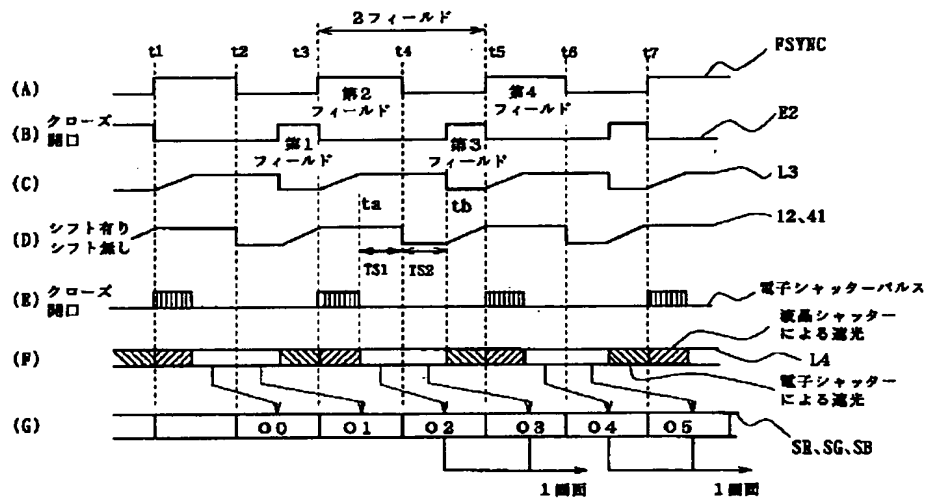 2フィールド
t1 t2 t3 t4 t5 t6 t7
FSYNC
(A)
第2
フィールド
第4
フィールド
(B) クローズ
開口
E2
第1
フィールド
第3
フィールド
(C)
L3
ta tb
(D) シフト有り
シフト無し
12、41
TS1 TS2
(E) クローズ
開口
電子シャッターパルス
液晶シャッター
による遮光
(F)
L4
電子シャッター
による遮光
(G)
00 01 02 03 04 05
SR、SG、SB
1画面 1画面